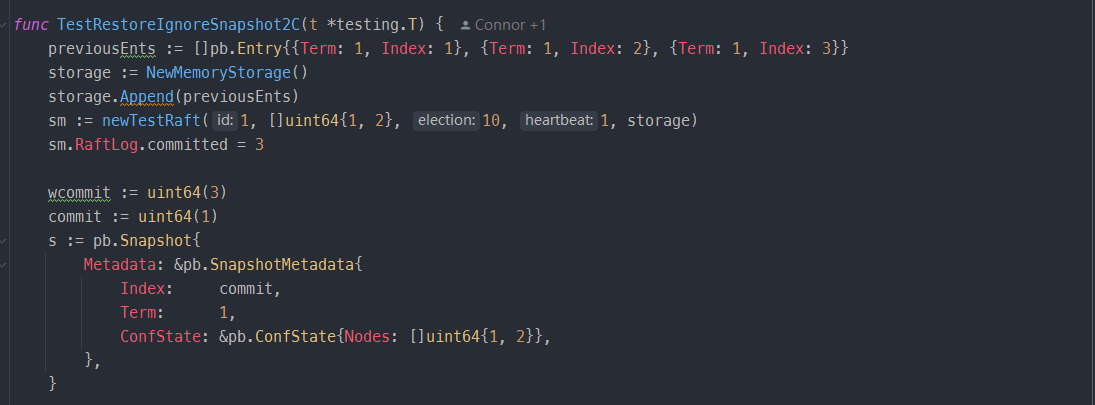 func TestRestoreIgnoreSnapshot2C(t *testing.T) { Connor +1
previousEnts := []pb.Entry{{Term: 1, Index: 1}, {Term: 1, Index: 2}, {Term: 1, Index: 3}}
storage := NewMemoryStorage()
storage.Append(previousEnts)
sm := newTestRaft( id: 1, []uint64{1, 2}, election: 10, heartbeat: 1, storage)
sm.RaftLog.committed = 3
wcommit := uint64(3)
commit := uint64(1)
s := pb.Snapshot{
Metadata: &pb.SnapshotMetadata{
Index: commit,
Term: 1,
ConfState: &pb.ConfState{Nodes: []uint64{1, 2}},
},
}